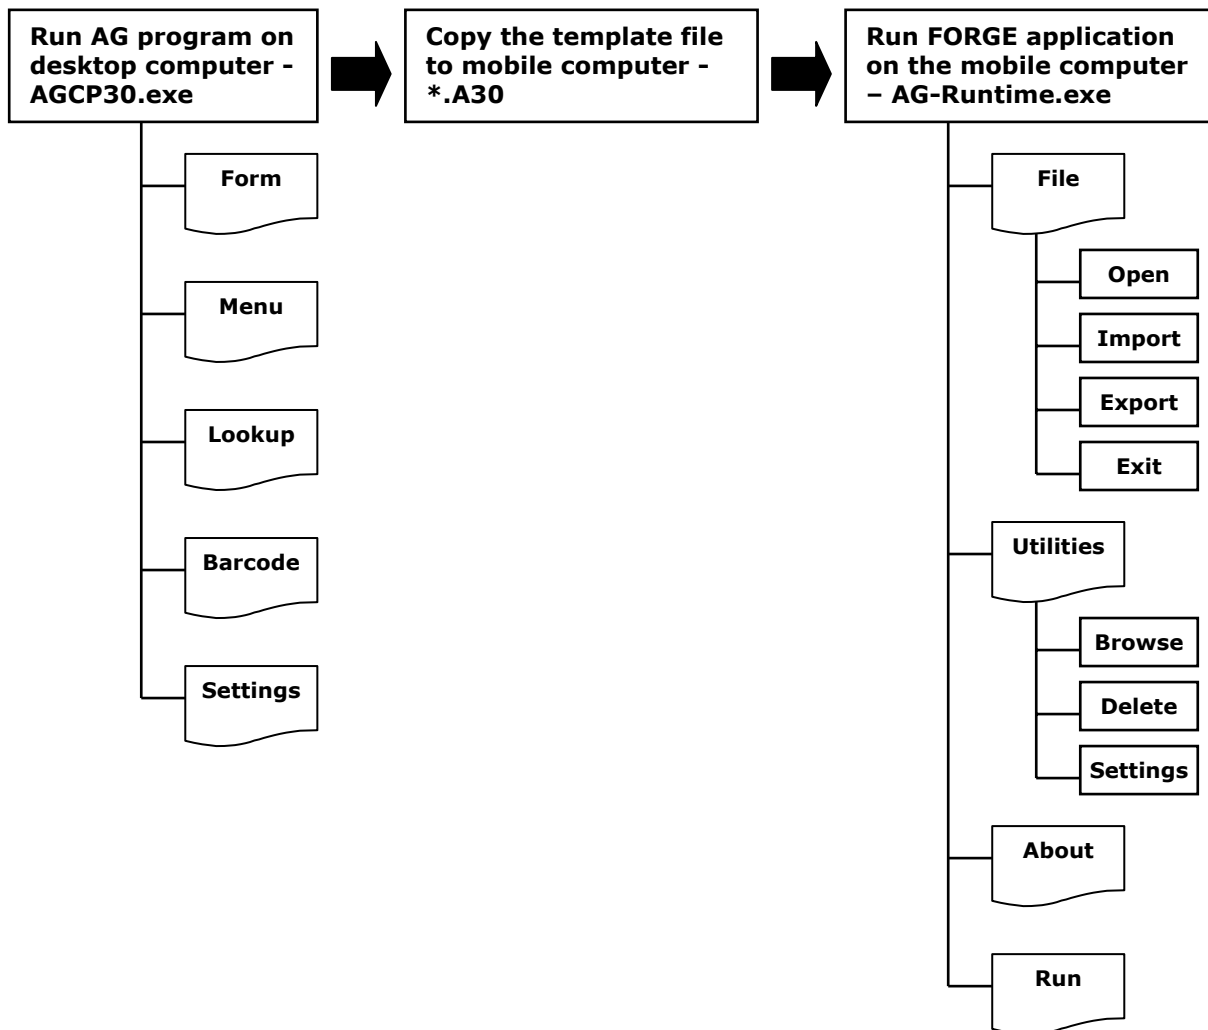 Run AG program on
desktop computer -
AGCP30.exe
Copy the template file
to mobile computer -
*.A30
Run FORGE application
on the mobile computer
– AG-Runtime.exe
Form
Menu
Lookup
Barcode
Settings
File
Open
Import
Export
Exit
Utilities
Browse
Delete
Settings
About
Run